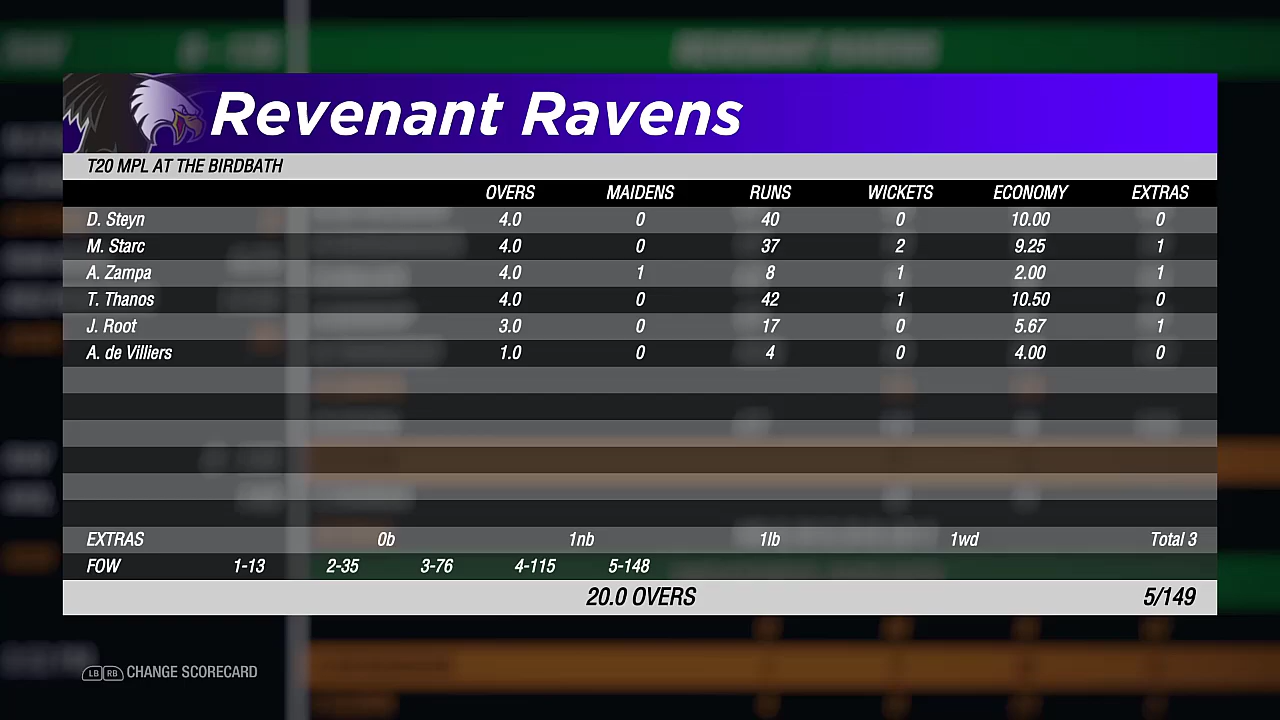 Revenant Ravens
T20 MPL AT THE BIRDBATH
OVERS MAIDENS RUNS WICKETS ECONOMY EXTRAS
D. Steyn 4.0 0 40 0 10.00 0
M. Starc 4.0 0 37 2 9.25 1
A. Zampa 4.0 1 8 1 2.00 1
T. Thanos 4.0 0 42 1 10.50 0
J. Root 3.0 0 17 0 5.67 1
A. de Villiers 1.0 0 4 0 4.00 0
EXTRAS 0b 1nb 1lb 1wd Total 3
FOW 1-13 2-35 3-76 4-115 5-148
20.0 OVERS 5/149
LB RB CHANGE SCORECARD